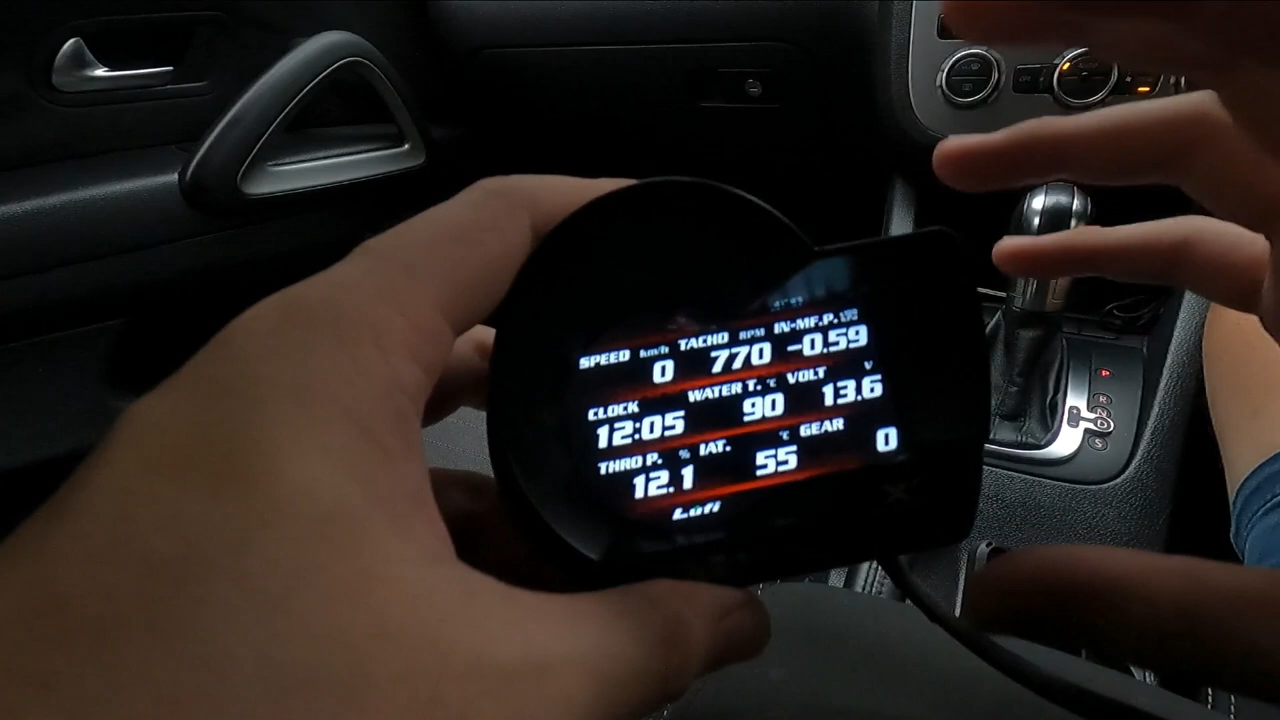 SPEED km/h TACHO RPM IN-MF.P.
0 770 -0.59
CLOCK WATER T. °C VOLT V
12:05 90 13.6
THRO P. % IAT. °C GEAR
12.1 55 0
Lofi
P
R
N
D
S